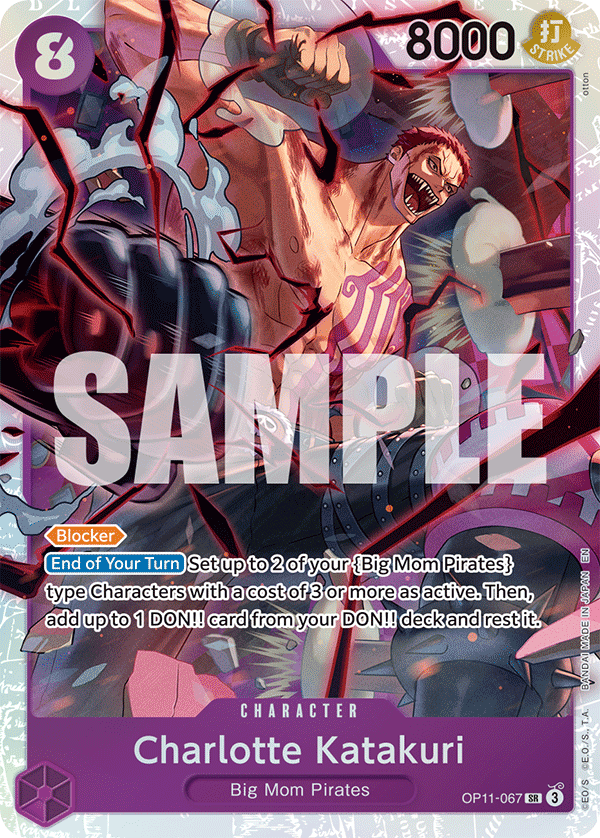 8
8000
打
STRIKE
otton
SAMPLE
Blocker
End of Your Turn Set up to 2 of your {Big Mom Pirates}
type Characters with a cost of 3 or more as active. Then,
add up to 1 DON!! card from your DON!! deck and rest it.
CHARACTER
Charlotte Katakuri
Big Mom Pirates
OP11-067 SR 3
©E.O/S ©E.O./S., T.A. BANDAI MADE IN JAPAN EN